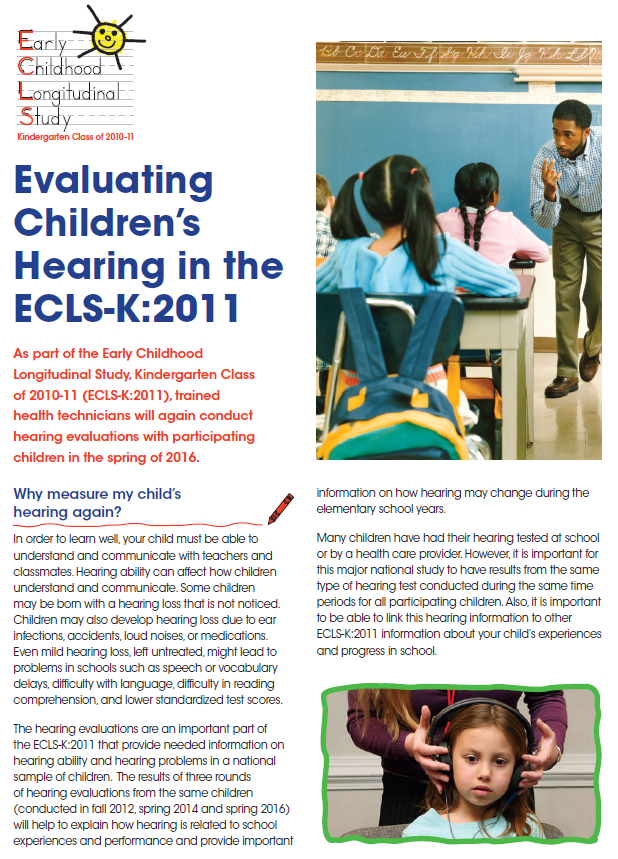 Early
Childhood
Longitudinal
Study
Kindergarten Class of 2010-11
Evaluating
Children's
Hearing in the
ECLS-K:2011
As part of the Early Childhood
Longitudinal Study, Kindergarten Class
of 2010-11 (ECLS-K:2011), trained
health technicians will again conduct
hearing evaluations with participating
children in the spring of 2016.
Why measure my child's
hearing again?
In order to learn well, your child must be able to
understand and communicate with teachers and
classmates. Hearing ability can affect how children
understand and communicate. Some children
may be born with a hearing loss that is not noticed.
Children may also develop hearing loss due to ear
infections, accidents, loud noises, or medications.
Even mild hearing loss, left untreated, might lead to
problems in schools such as speech or vocabulary
delays, difficulty with language, difficulty in reading
comprehension, and lower standardized test scores.
The hearing evaluations are an important part of
the ECLS-K:2011 that provide needed information on
hearing ability and hearing problems in a national
sample of children. The results of three rounds
of hearing evaluations from the same children
(conducted in fall 2012, spring 2014 and spring 2016)
will help to explain how hearing is related to school
experiences and performance and provide important
information on how hearing may change during the
elementary school years.
Many children have had their hearing tested at school
or by a health care provider. However, it is important for
this major national study to have results from the same
type of hearing test conducted during the same time
periods for all participating children. Also, it is important
to be able to link this hearing information to other
ECLS-K:2011 information about your child's experiences
and progress in school.